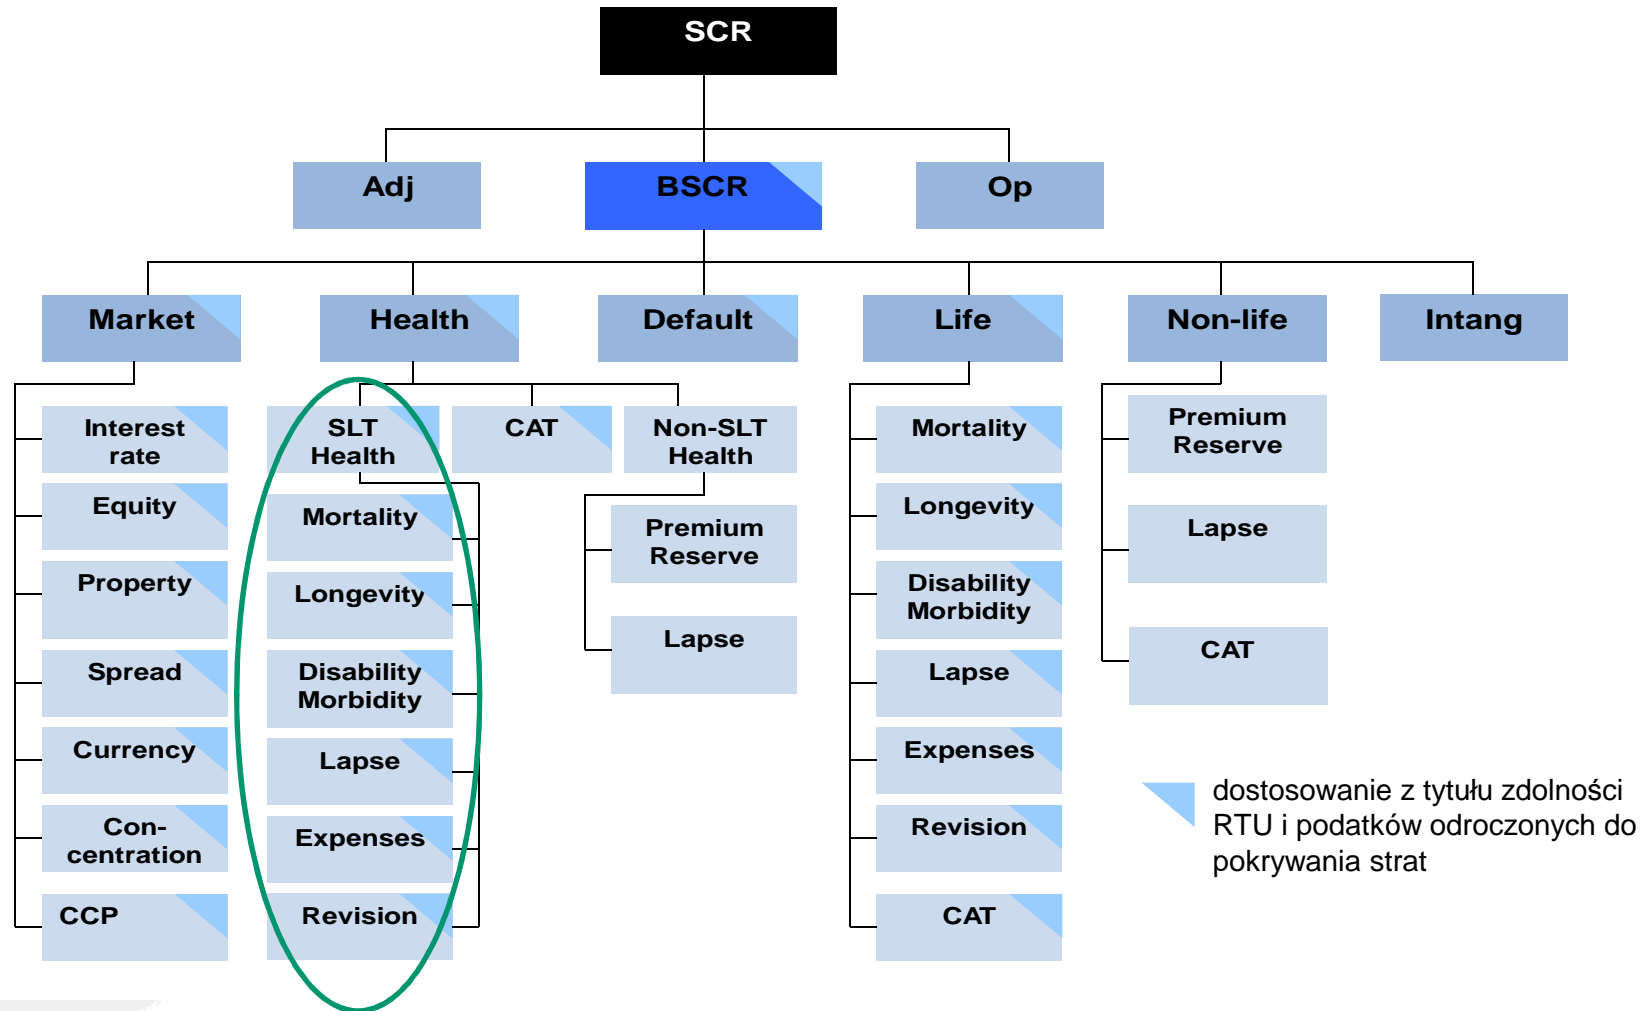 SCR
Adj
BSCR
Op
Market
Health
Default
Life
Non-life
Intang
Interest
rate
Equity
Property
Spread
Currency
Con-
centration
CCP
SLT
Health
Mortality
Longevity
Disability
Morbidity
Lapse
Expenses
Revision
CAT
Non-SLT
Health
Premium
Reserve
Lapse
Mortality
Longevity
Disability
Morbidity
Lapse
Expenses
Revision
CAT
Premium
Reserve
Lapse
CAT
dostosowanie z tytułu zdolności
RTU i podatków odroczonych do
pokrywania strat